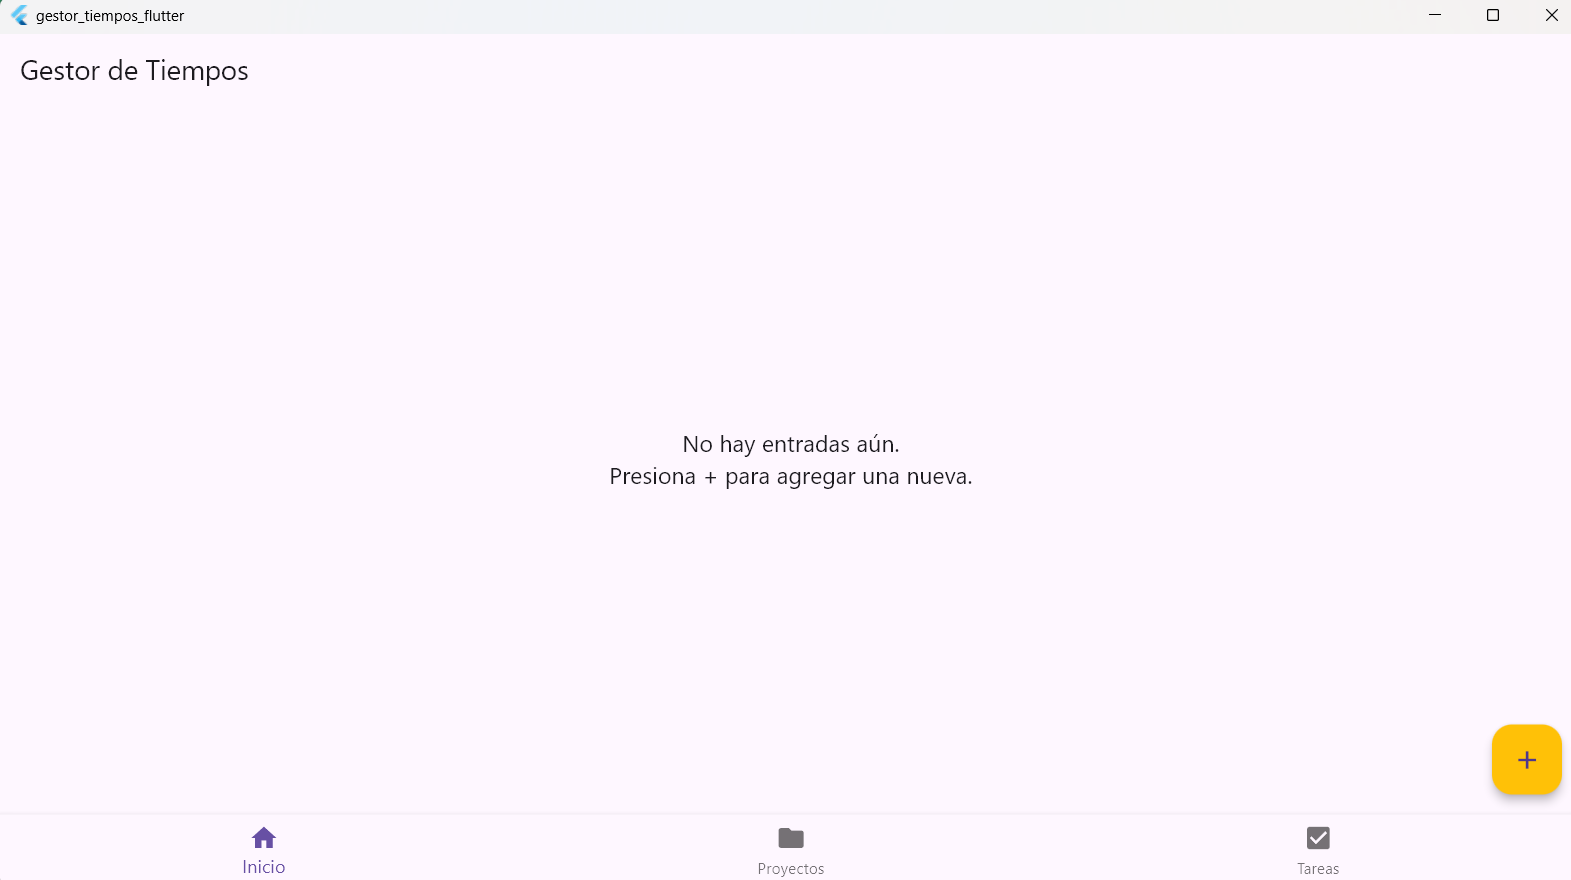 gestor_tiempos_flutter
Gestor de Tiempos
No hay entradas aún.
Presiona + para agregar una nueva.
+
Inicio
Proyectos
Tareas